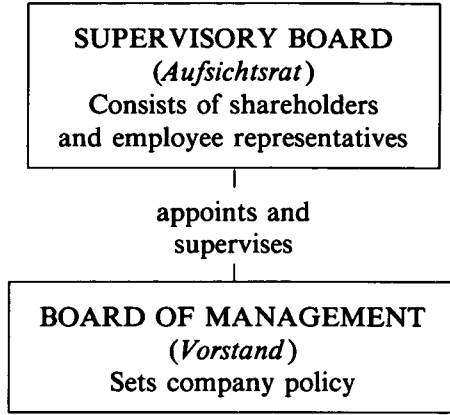 SUPERVISORY BOARD
(Aufsichtsrat)
Consists of shareholders
and employee representatives
appoints and
supervises
BOARD OF MANAGEMENT
(Vorstand)
Sets company policy